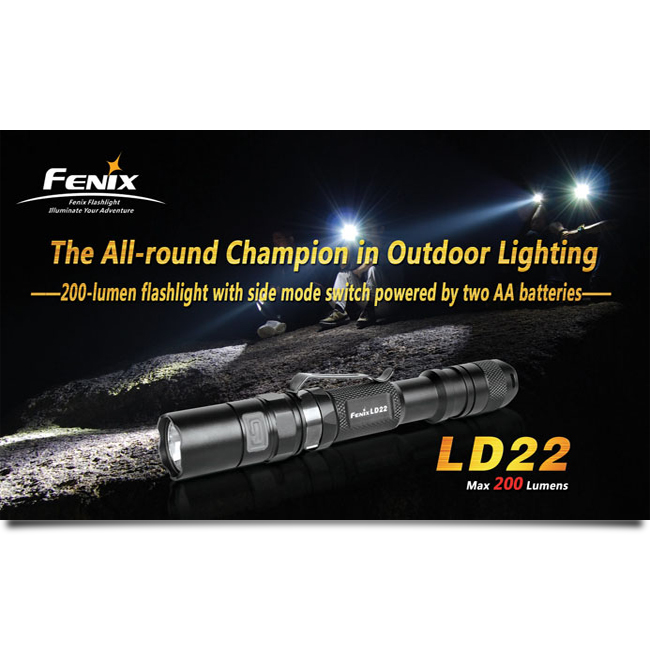 FENIX
Fenix Flashlight
Illuminate Your Adventure
The All-round Champion in Outdoor Lighting
—200-lumen flashlight with side mode switch powered by two AA batteries—
FENIX LD22
LD22
Max 200 Lumens